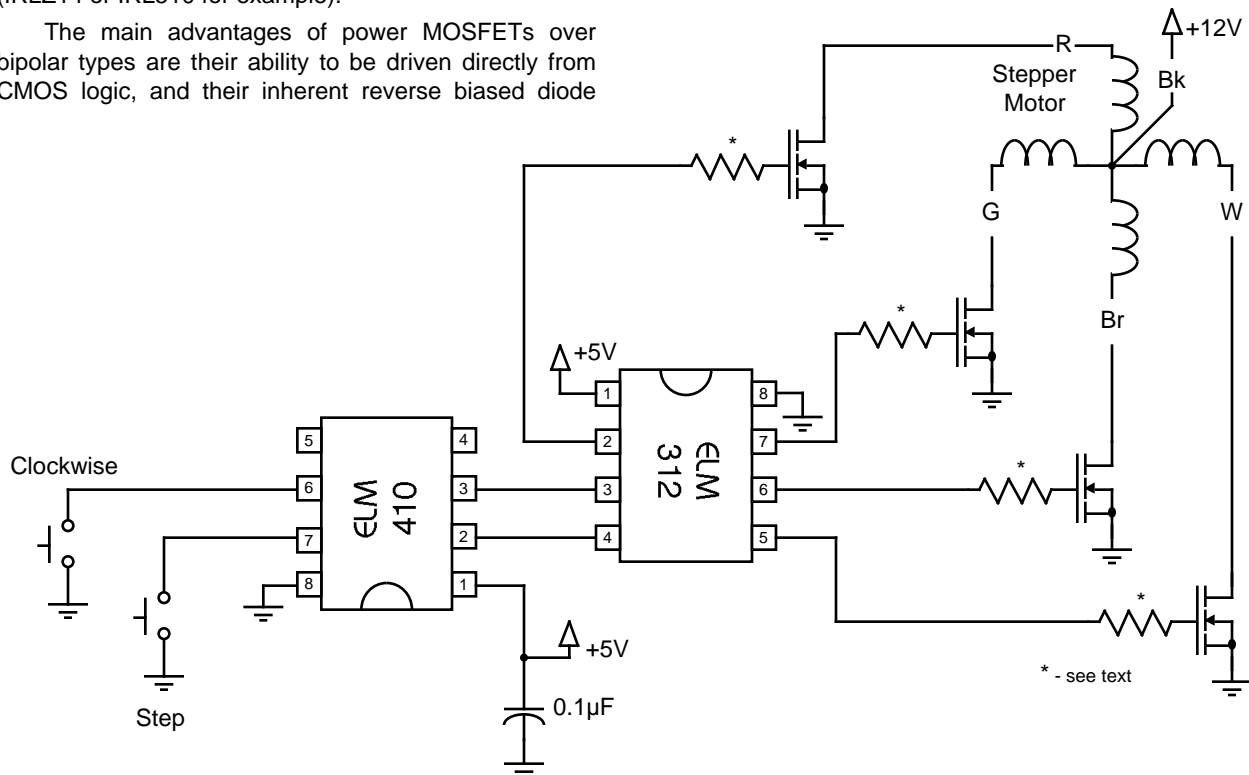 The main advantages of power MOSFETs over
bipolar types are their ability to be driven directly from
CMOS logic, and their inherent reverse biased diode
R
+12V
Stepper
Motor
Bk
*
G
W
*
Br
+5V
1
8
2
7
3
6
4
5
ELM
312
*
Clockwise
5
4
6
3
7
2
8
1
ELM
410
*
+5V
* - see text
0.1µF
Step